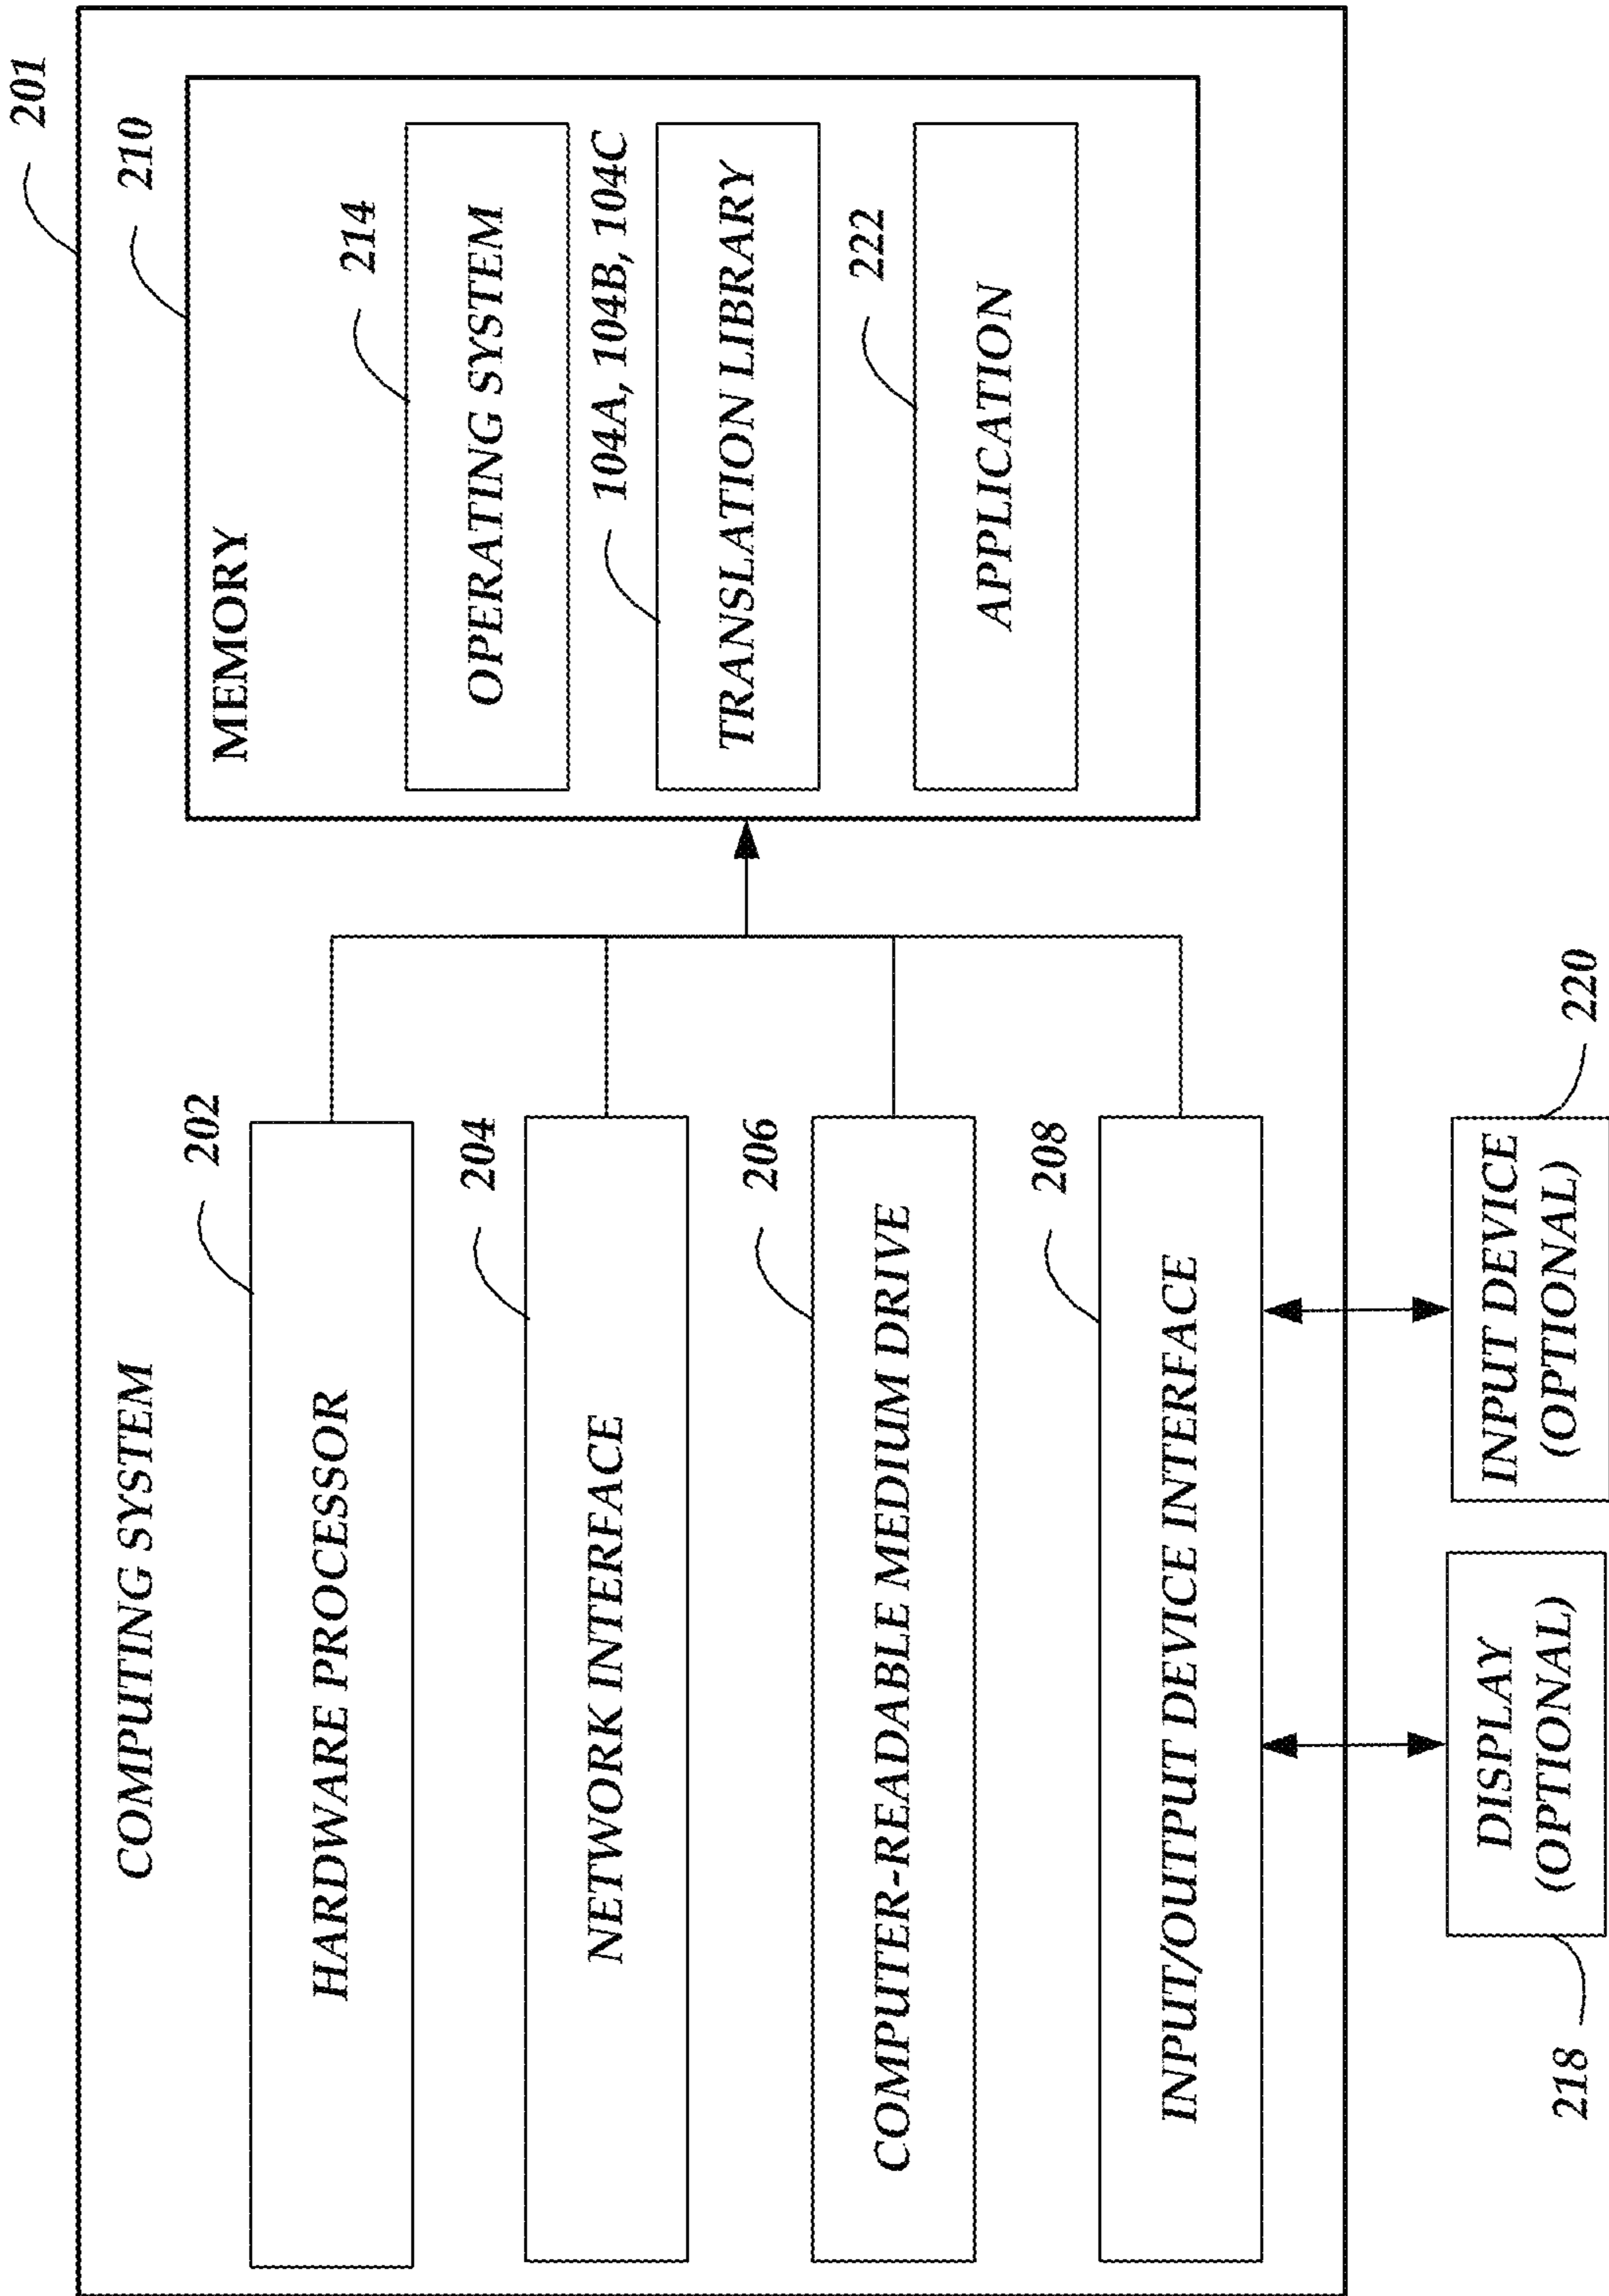 201
COMPUTING SYSTEM
210
MEMORY
202
HARDWARE PROCESSOR
214
OPERATING SYSTEM
204
NETWORK INTERFACE
104A, 104B, 104C
TRANSLATION LIBRARY
206
COMPUTER-READABLE MEDIUM DRIVE
222
APPLICATION
208
INPUT/OUTPUT DEVICE INTERFACE
218
DISPLAY
(OPTIONAL)
INPUT DEVICE
(OPTIONAL)
220